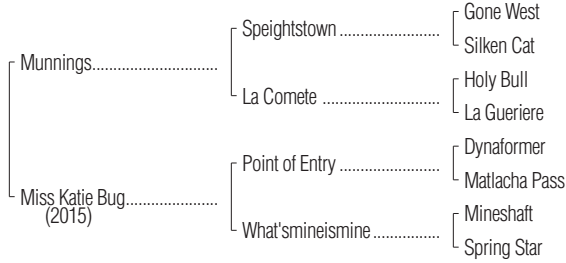 Gone West
Speightstown ....................
Silken Cat
Munnings.............................
Holy Bull
La Comete ........................
La Gueriere
Dynaformer
Point of Entry ....................
Matlacha Pass
Miss Katie Bug.....................
(2015)
Mineshaft
What'smineismine ..............
Spring Star